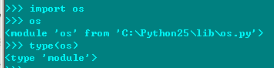 >>> import os
>>> os
<module 'os' from 'C:\Python25\lib\os.py'>
>>> type(os)
<type 'module'>
>>>